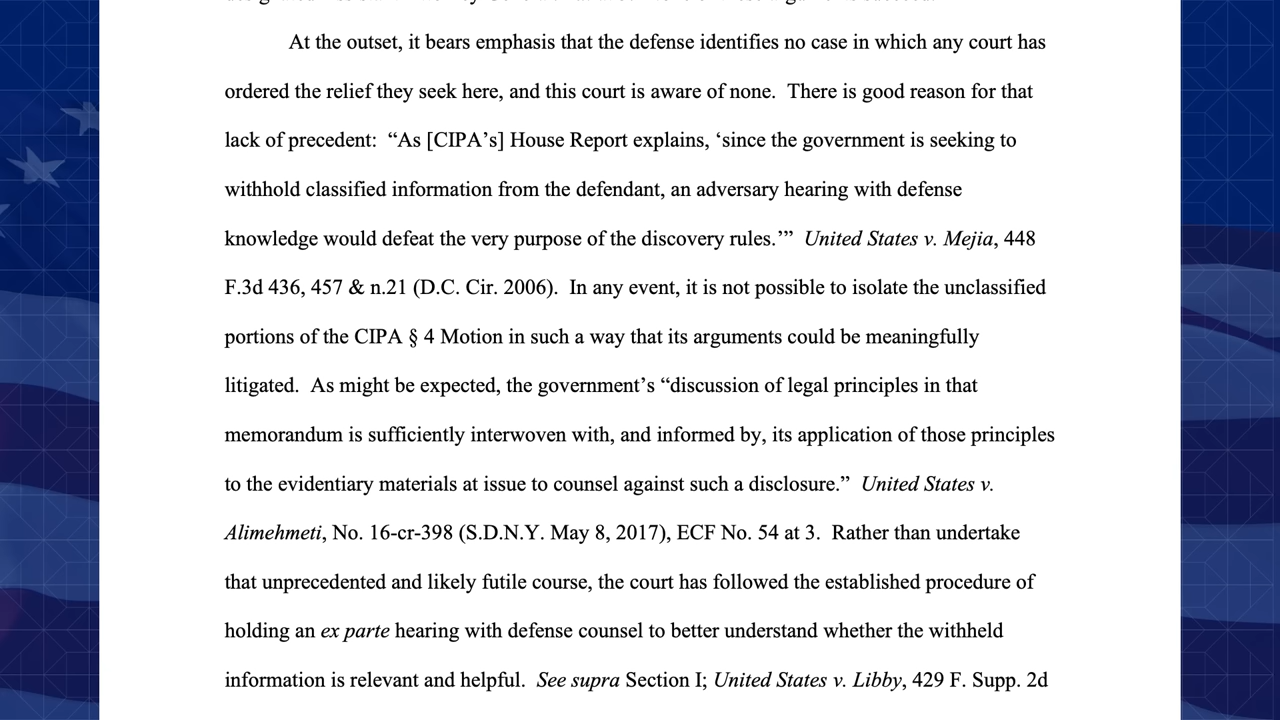 At the outset, it bears emphasis that the defense identifies no case in which any court has
ordered the relief they seek here, and this court is aware of none.  There is good reason for that
lack of precedent:  “As [CIPA’s] House Report explains, ‘since the government is seeking to
withhold classified information from the defendant, an adversary hearing with defense
knowledge would defeat the very purpose of the discovery rules.’”  United States v. Mejia, 448
F.3d 436, 457 & n.21 (D.C. Cir. 2006).  In any event, it is not possible to isolate the unclassified
portions of the CIPA § 4 Motion in such a way that its arguments could be meaningfully
litigated.  As might be expected, the government’s “discussion of legal principles in that
memorandum is sufficiently interwoven with, and informed by, its application of those principles
to the evidentiary materials at issue to counsel against such a disclosure.”  United States v.
Alimehmeti, No. 16-cr-398 (S.D.N.Y. May 8, 2017), ECF No. 54 at 3.  Rather than undertake
that unprecedented and likely futile course, the court has followed the established procedure of
holding an ex parte hearing with defense counsel to better understand whether the withheld
information is relevant and helpful.  See supra Section I; United States v. Libby, 429 F. Supp. 2d